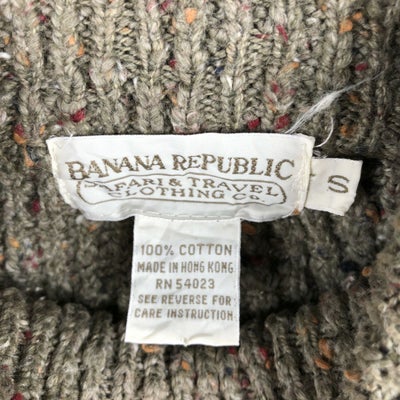 BANANA REPUBLIC
SAFARI & TRAVEL
CLOTHING Co.
S
100% COTTON
MADE IN HONG KONG
RN 54023
SEE REVERSE FOR
CARE INSTRUCTION